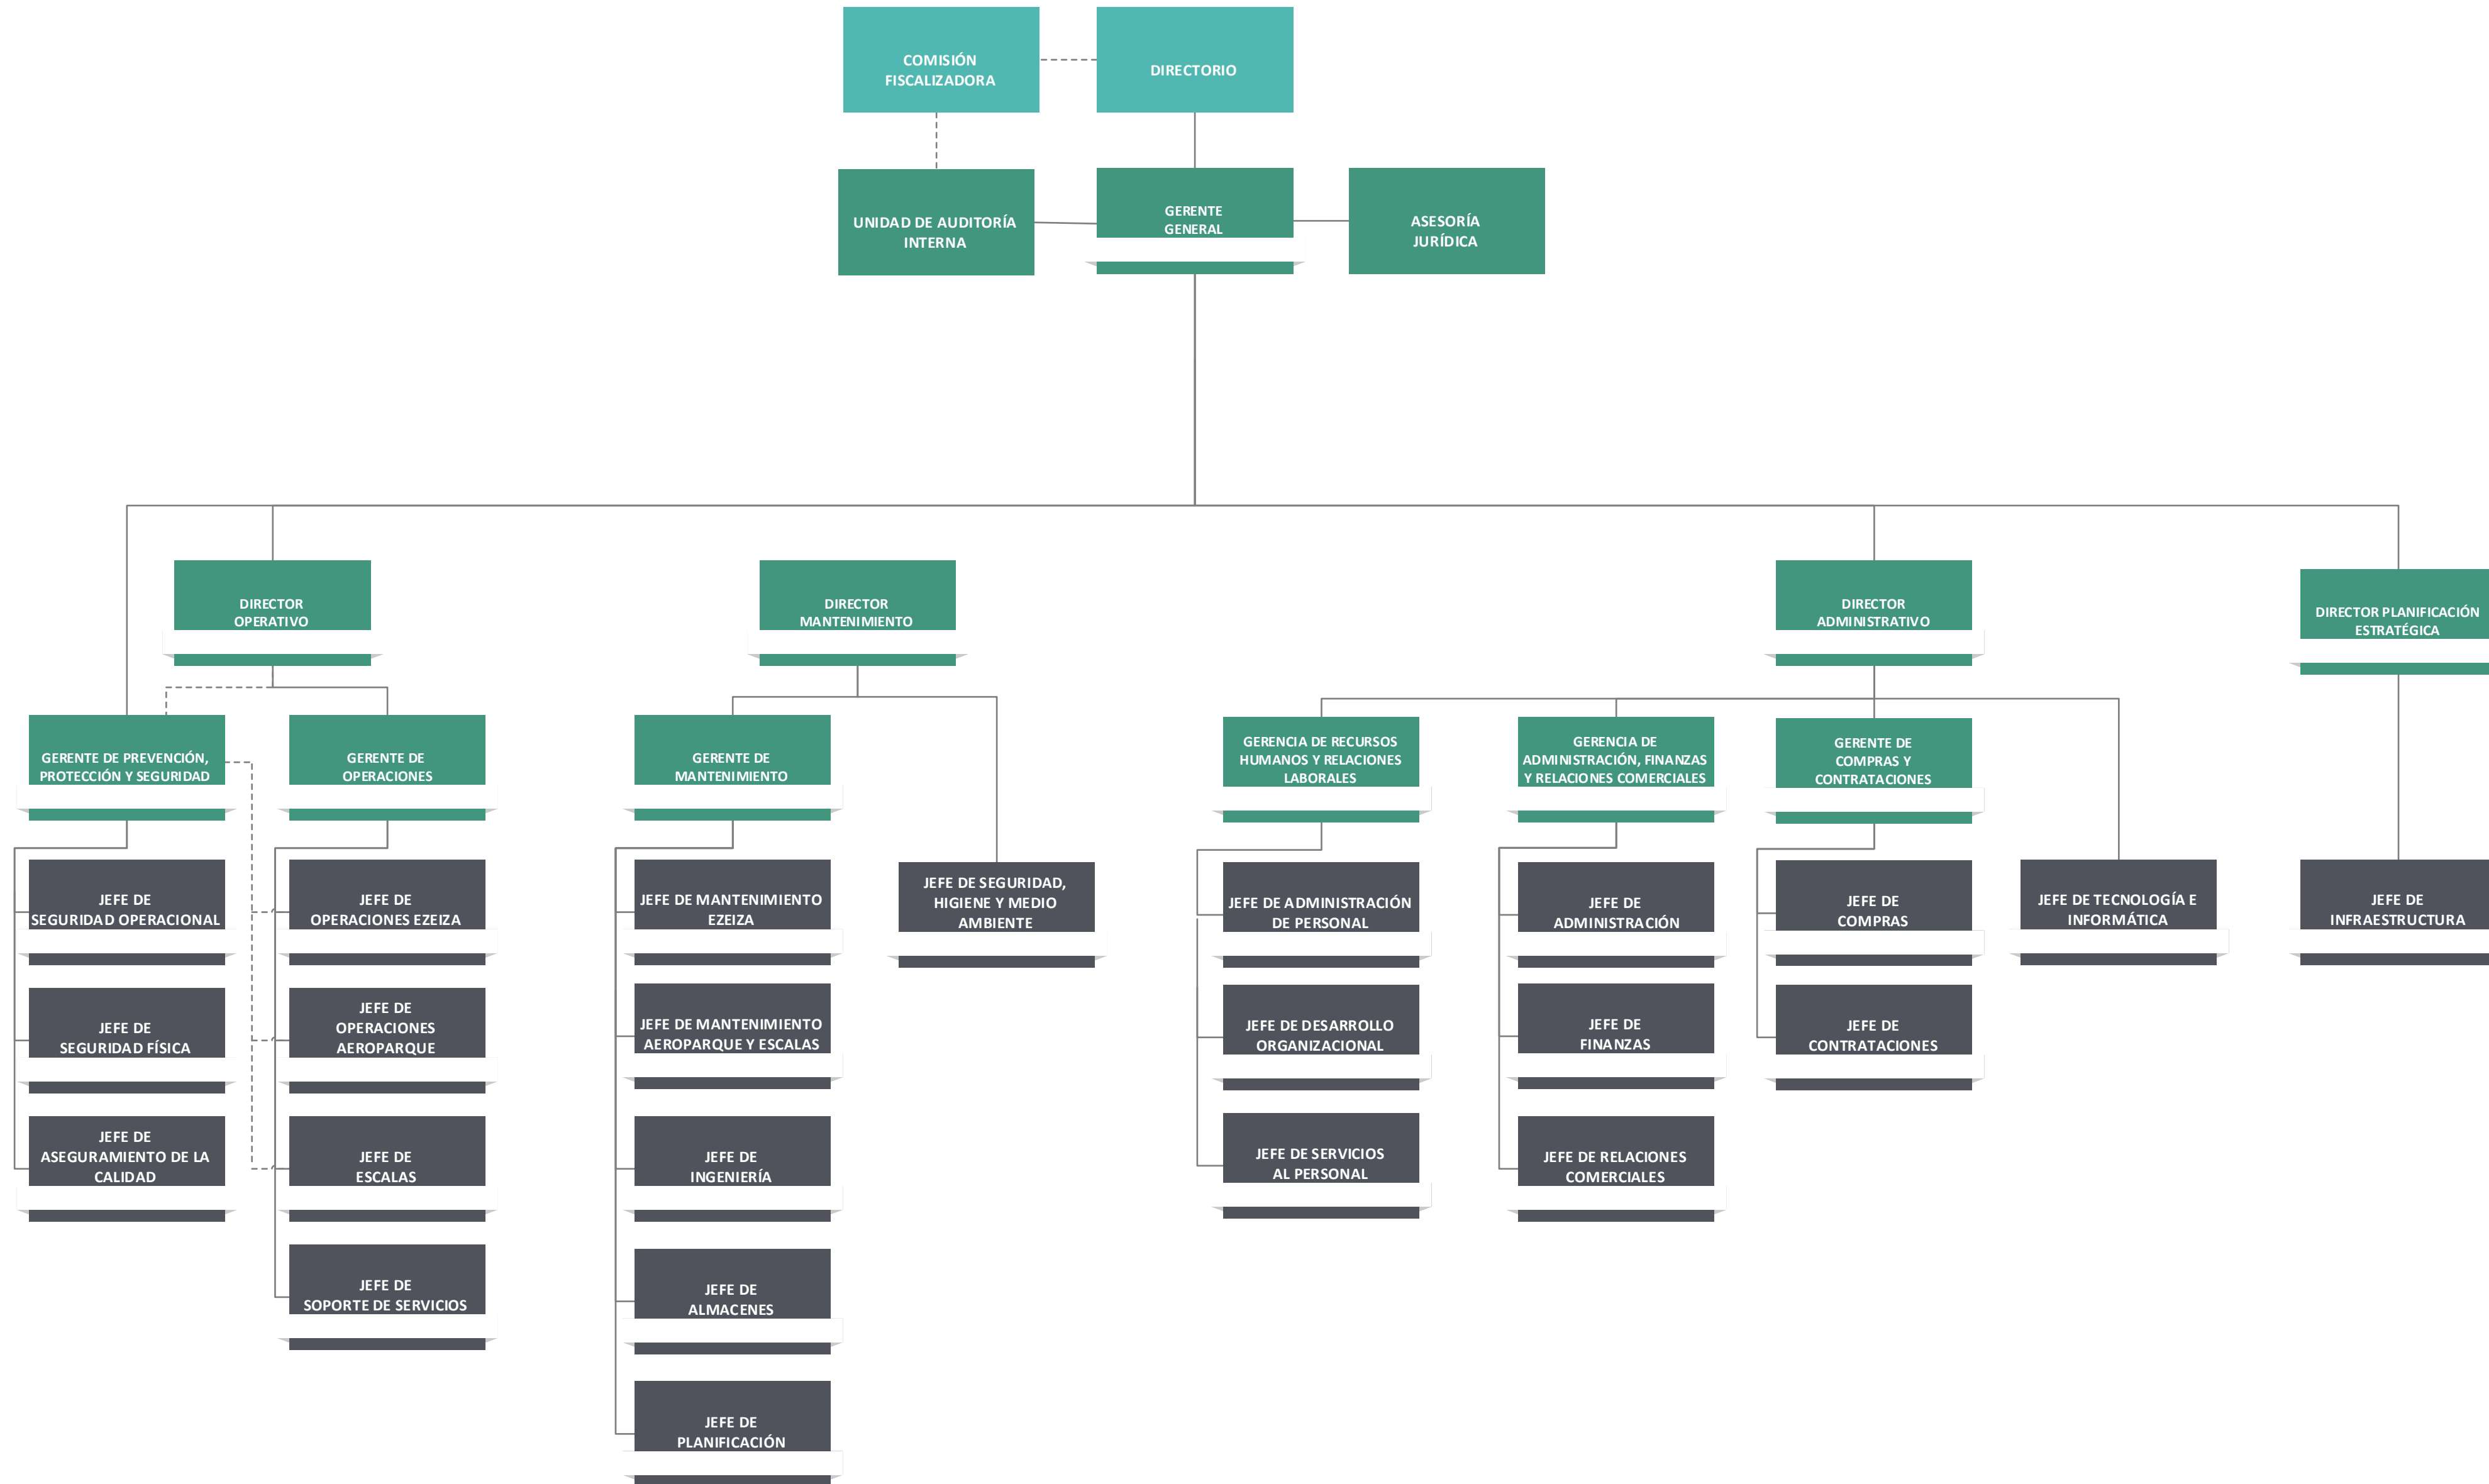 COMISIÓN
FISCALIZADORA
DIRECTORIO
UNIDAD DE AUDITORÍA
INTERNA
GERENTE
GENERAL
ASESORÍA
JURÍDICA
DIRECTOR
OPERATIVO
DIRECTOR
MANTENIMIENTO
DIRECTOR
ADMINISTRATIVO
DIRECTOR PLANIFICACIÓN
ESTRATÉGICA
GERENTE DE PREVENCIÓN,
PROTECCIÓN Y SEGURIDAD
GERENTE DE
OPERACIONES
GERENTE DE
MANTENIMIENTO
GERENCIA DE RECURSOS
HUMANOS Y RELACIONES
LABORALES
GERENCIA DE
ADMINISTRACIÓN, FINANZAS
Y RELACIONES COMERCIALES
GERENTE DE
COMPRAS Y
CONTRATACIONES
JEFE DE
SEGURIDAD OPERACIONAL
JEFE DE
OPERACIONES EZEIZA
JEFE DE MANTENIMIENTO
EZEIZA
JEFE DE SEGURIDAD,
HIGIENE Y MEDIO
AMBIENTE
JEFE DE ADMINISTRACIÓN
DE PERSONAL
JEFE DE
ADMINISTRACIÓN
JEFE DE
COMPRAS
JEFE DE TECNOLOGÍA E
INFORMÁTICA
JEFE DE
INFRAESTRUCTURA
JEFE DE
SEGURIDAD FÍSICA
JEFE DE
OPERACIONES
AEROPARQUE
JEFE DE MANTENIMIENTO
AEROPARQUE Y ESCALAS
JEFE DE DESARROLLO
ORGANIZACIONAL
JEFE DE
FINANZAS
JEFE DE
CONTRATACIONES
JEFE DE
ASEGURAMIENTO DE LA
CALIDAD
JEFE DE
ESCALAS
JEFE DE
INGENIERÍA
JEFE DE SERVICIOS
AL PERSONAL
JEFE DE RELACIONES
COMERCIALES
JEFE DE
SOPORTE DE SERVICIOS
JEFE DE
ALMACENES
JEFE DE
PLANIFICACIÓN